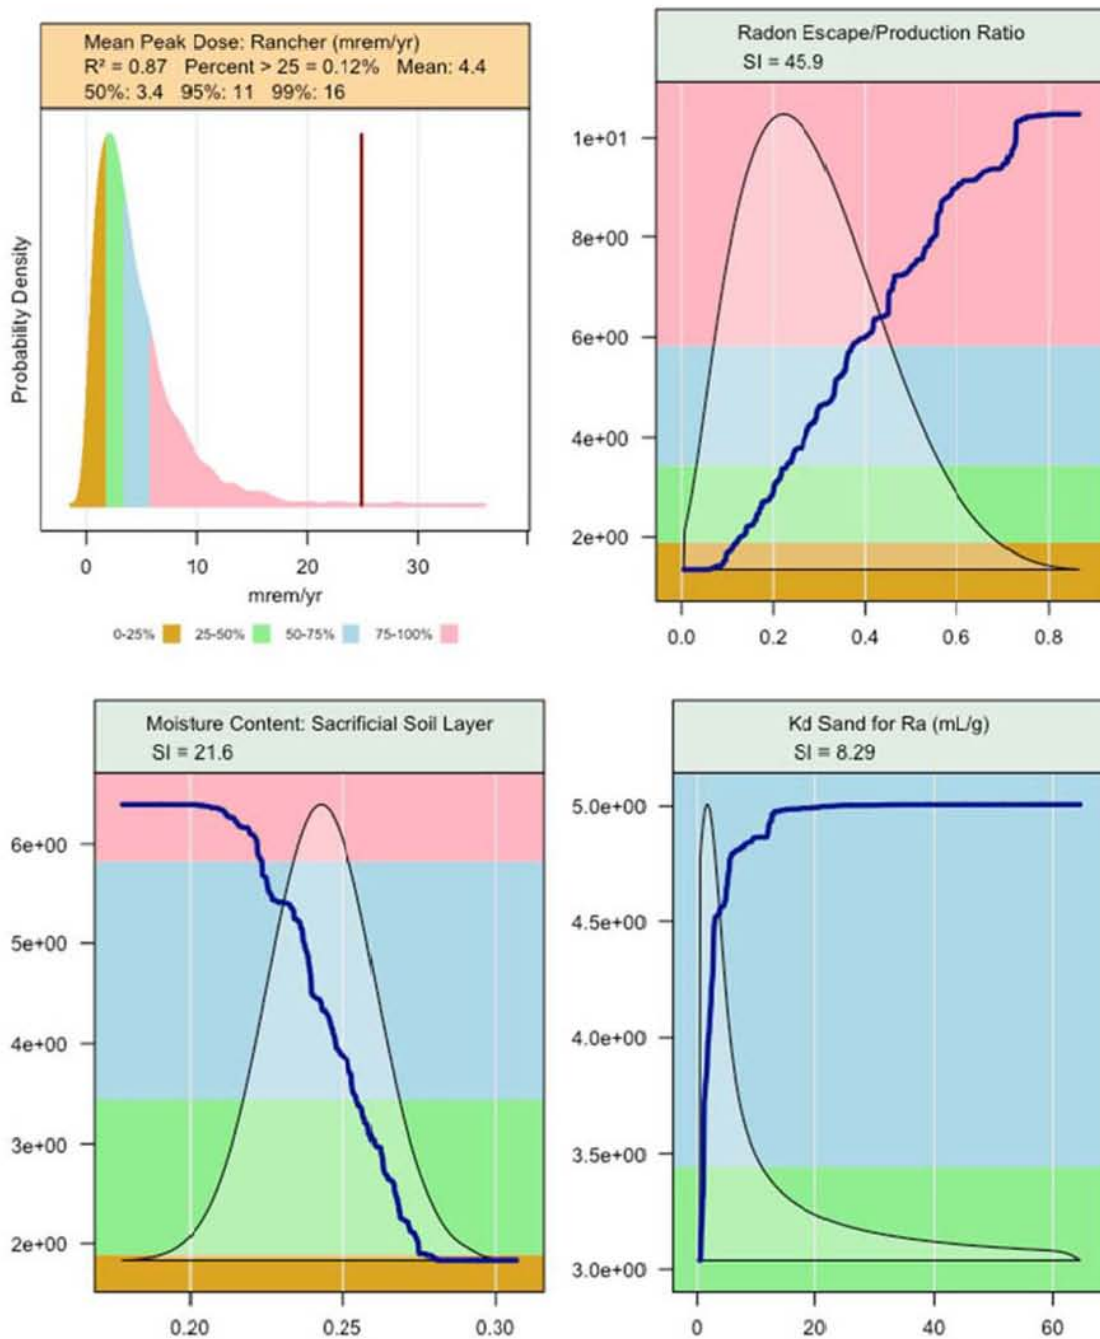 Mean Peak Dose: Rancher (mrem/yr)
R² = 0.87 Percent > 25 = 0.12% Mean: 4.4
50%: 3.4 95%: 11 99%: 16
Probability Density
0 10 20 30
mrem/yr
0-25% 25-50% 50-75% 75-100%
Radon Escape/Production Ratio
SI = 45.9
1e+01
8e+00
6e+00
4e+00
2e+00
0.0 0.2 0.4 0.6 0.8
Moisture Content: Sacrificial Soil Layer
SI = 21.6
6e+00
5e+00
4e+00
3e+00
2e+00
0.20 0.25 0.30
Kd Sand for Ra (mL/g)
SI = 8.29
5.0e+00
4.5e+00
4.0e+00
3.5e+00
3.0e+00
0 20 40 60